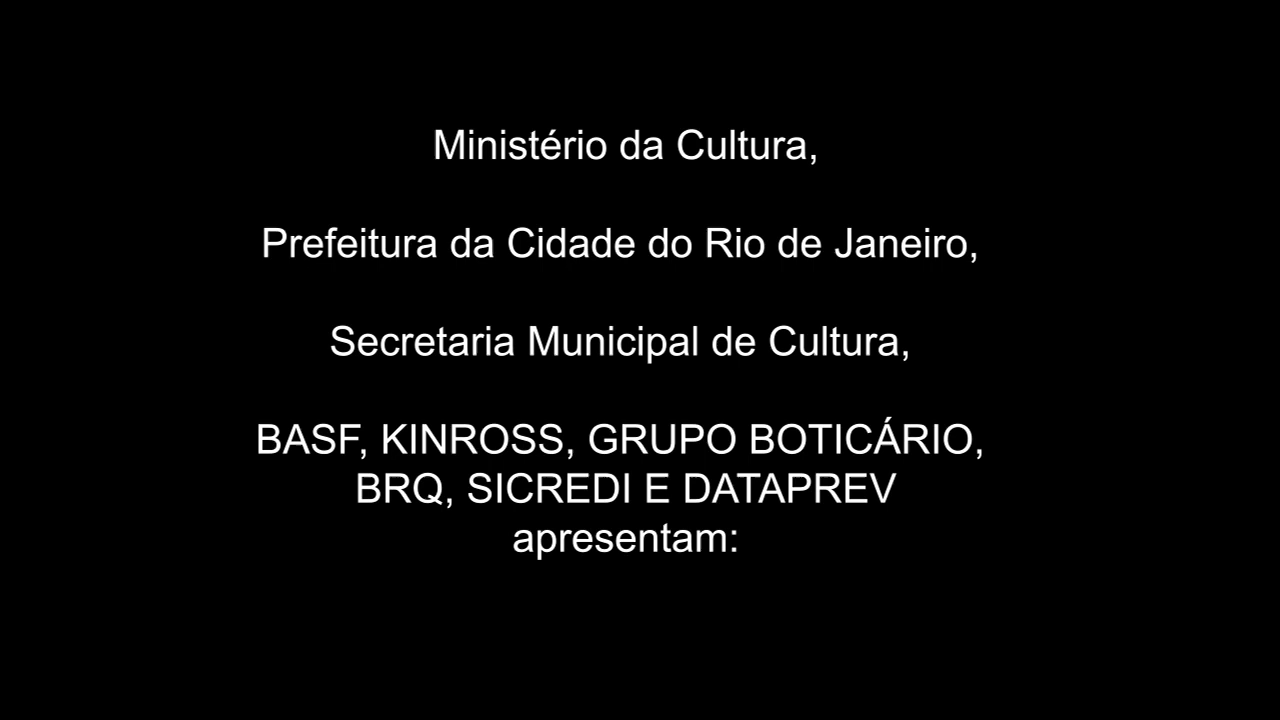 Ministério da Cultura,
Prefeitura da Cidade do Rio de Janeiro,
Secretaria Municipal de Cultura,
BASF, KINROSS, GRUPO BOTICÁRIO,
BRQ, SICREDI E DATAPREV
apresentam: